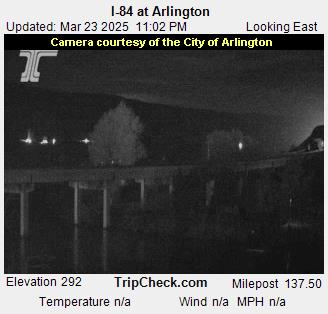 I-84 at Arlington
Updated: Mar 23 2025 11:02 PM Looking East
Camera courtesy of the City of Arlington
Elevation 292 TripCheck.com Milepost 137.50
Temperature n/a Wind n/a MPH n/a